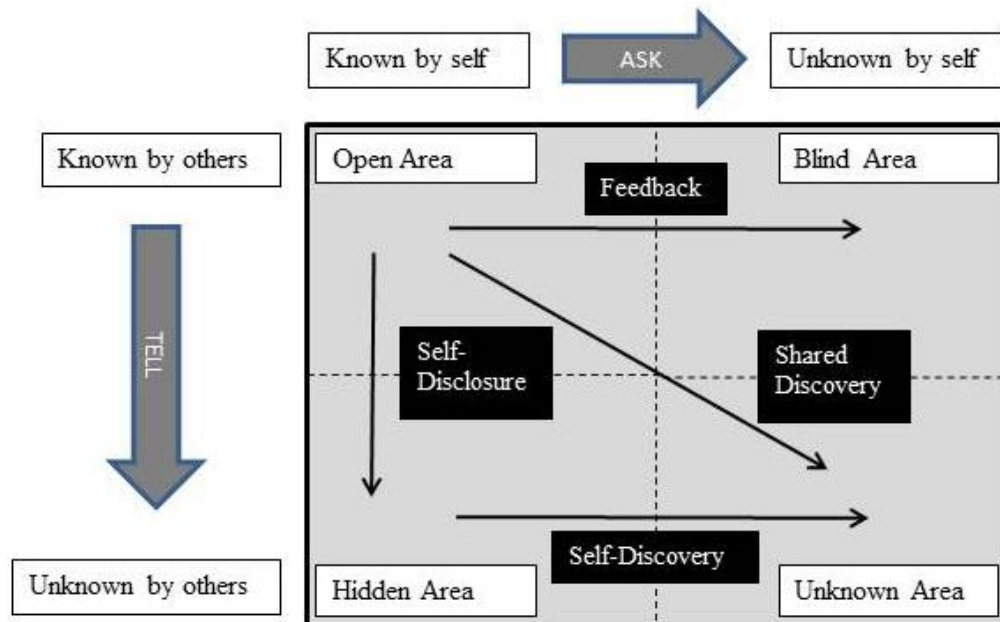 Known by self
ASK
Unknown by self
Known by others
Open Area
Blind Area
Feedback
TELL
Self-
Disclosure
Shared
Discovery
Self-Discovery
Unknown by others
Hidden Area
Unknown Area